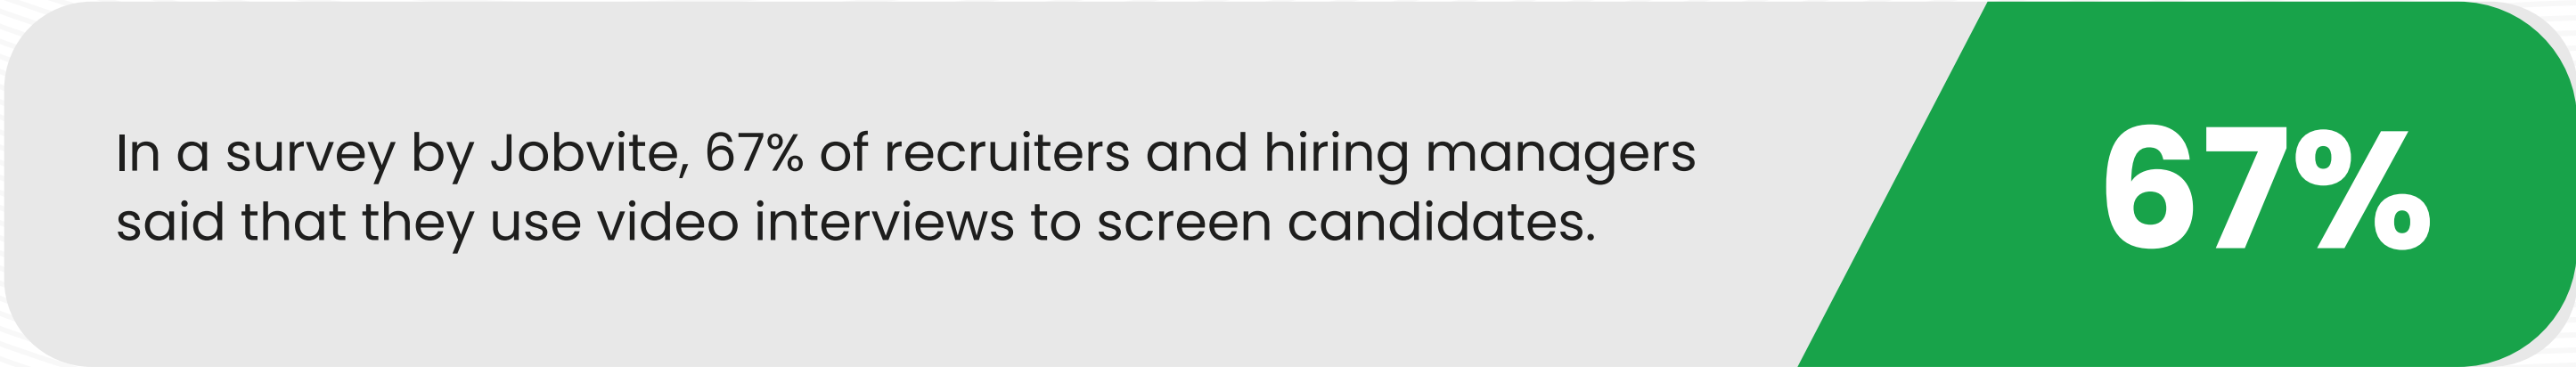 In a survey by Jobvite, 67% of recruiters and hiring managers
said that they use video interviews to screen candidates.
67%